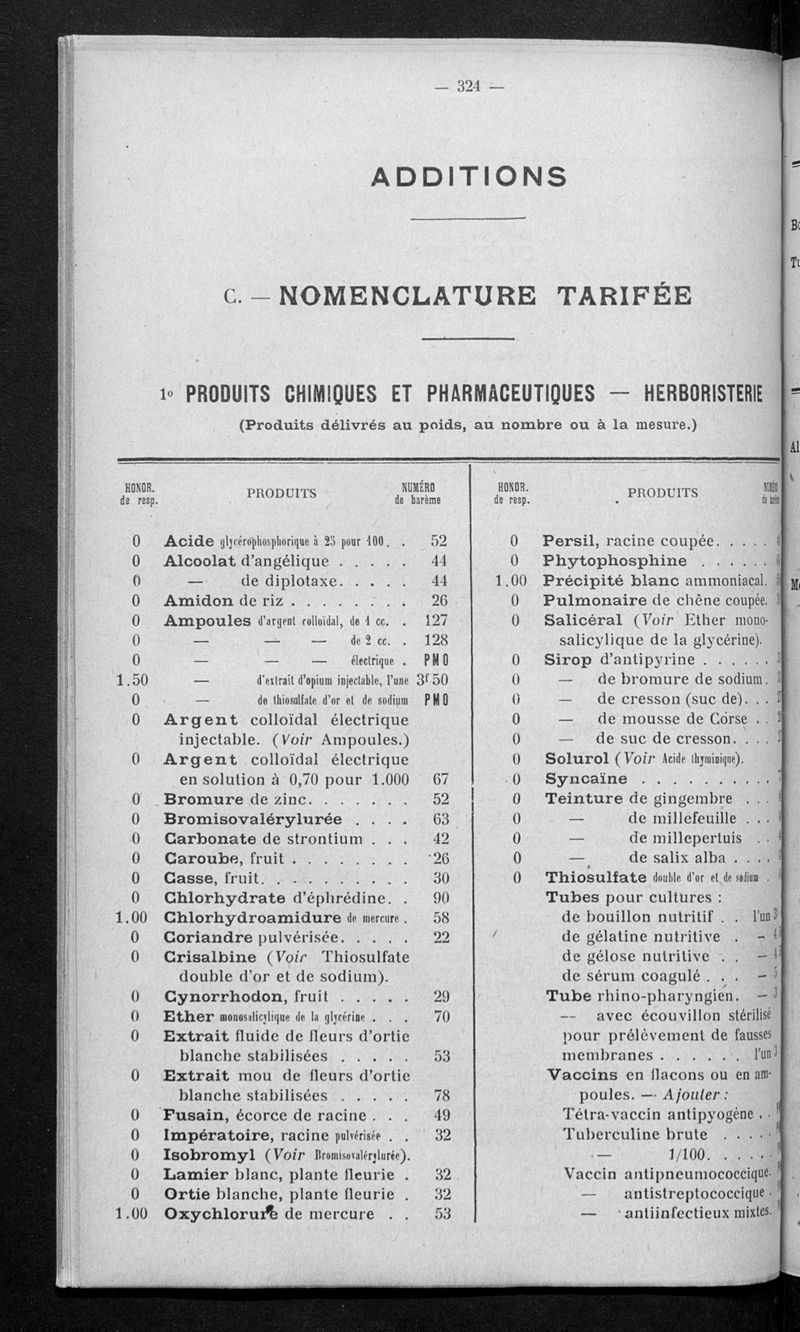 — 324 —
ADDITIONS
C. — NOMENCLATURE TARIFÉE
1º PRODUITS CHIMIQUES ET PHARMACEUTIQUES — HERBORISTERIE
(Produits délivrés au poids, au nombre ou à la mesure.)
HONOR. de resp. PRODUITS NUMÉRO de barème
0 Acide glycérophosphorique à 25 pour 100. . 52
0 Alcoolat d'angélique . . . . . 44
0 — de diplotaxe. . . . . 44
0 Amidon de riz . . . . . . . . 26
0 Ampoules d'argent colloïdal, de 1 cc. . 127
0 — — — de 2 cc. . 128
0 — — — électrique . PMO
1.50 — d'extrait d'opium injectable, l'une 3f50
0 — de thiosulfate d'or et de sodium PMO
0 Argent colloïdal électrique
injectable. (Voir Ampoules.)
0 Argent colloïdal électrique
en solution à 0,70 pour 1.000 67
0 Bromure de zinc. . . . . . . 52
0 Bromisovalérylurée . . . . 63
0 Carbonate de strontium . . . 42
0 Caroube, fruit . . . . . . . . 26
0 Casse, fruit. . . . . . . . . . 30
0 Chlorhydrate d'éphrédine. . 90
1.00 Chlorhydroamidure de mercure . 58
0 Coriandre pulvérisée. . . . . 22
0 Crisalbine (Voir Thiosulfate
double d'or et de sodium).
0 Cynorrhodon, fruit . . . . . 29
0 Ether monosalicylique de la glycérine . . . 70
0 Extrait fluide de fleurs d'ortie
blanche stabilisées . . . . . 53
0 Extrait mou de fleurs d'ortie
blanche stabilisées . . . . . 78
0 Fusain, écorce de racine . . . 49
0 Impératoire, racine pulvérisée . . 32
0 Isobromyl (Voir Bromisovalérylurée).
0 Lamier blanc, plante fleurie . 32
0 Ortie blanche, plante fleurie . 32
1.00 Oxychlorure de mercure . . 53
HONOR. de resp. PRODUITS
0 Persil, racine coupée. . . . .
0 Phytophosphine . . . . . .
1.00 Précipité blanc ammoniacal.
0 Pulmonaire de chêne coupée.
0 Salicéral (Voir Ether mono-
salicylique de la glycérine).
0 Sirop d'antipyrine . . . . . .
0 — de bromure de sodium.
0 — de cresson (suc de). . .
0 — de mousse de Corse . .
0 — de suc de cresson. . . .
0 Solurol (Voir Acide thyminique).
0 Syncaïne . . . . . . . . . .
0 Teinture de gingembre . . .
0 — de millefeuille . . .
0 — de millepertuis . .
0 — de salix alba . . . .
0 Thiosulfate double d'or et de sodium .
Tubes pour cultures :
de bouillon nutritif . . l'un
de gélatine nutritive . —
de gélose nutritive . . —
de sérum coagulé . . . —
Tube rhino-pharyngien. —
— avec écouvillon stérilisé
pour prélèvement de fausses
membranes . . . . . . l'un
Vaccins en flacons ou en am-
poules. — Ajouter :
Tétra-vaccin antipyogène . .
Tuberculine brute . . . . .
— 1/100. . . . . .
Vaccin antipneumococcique.
— antistreptococcique .
— antiinfectieux mixtes.